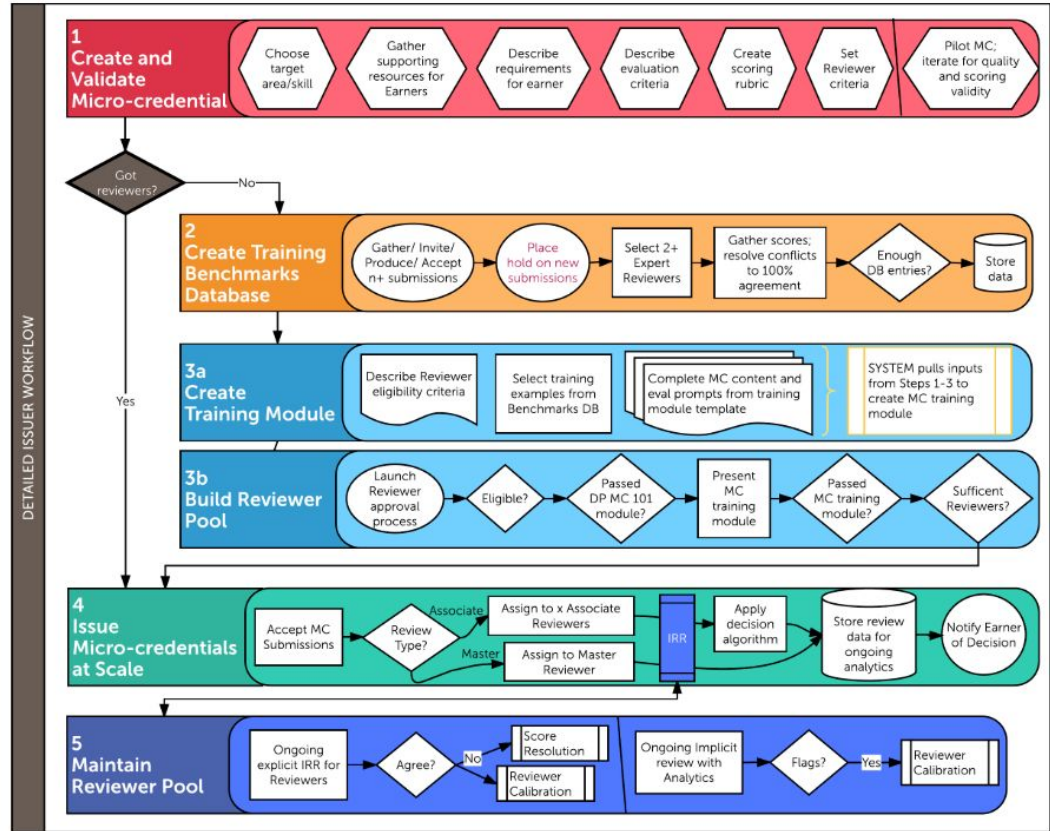 DETAILED ISSUER WORKFLOW
1
Create and
Validate
Micro-credential
Choose
target
area/skill
Gather
supporting
resources for
Earners
Describe
requirements
for earner
Describe
evaluation
criteria
Create
scoring
rubric
Set
Reviewer
criteria
Pilot MC;
iterate for quality
and scoring
validity
Got
reviewers?
No
Yes
2
Create Training
Benchmarks
Database
Gather/ Invite/
Produce/ Accept
n+ submissions
Place
hold on new
submissions
Select 2+
Expert
Reviewers
Gather scores;
resolve conflicts
to 100%
agreement
Enough
DB entries?
Store
data
3a
Create
Training Module
Describe Reviewer
eligibility criteria
Select training
examples from
Benchmarks DB
Complete MC content and
eval prompts from training
module template
SYSTEM pulls inputs
from Steps 1-3 to
create MC training
module
3b
Build Reviewer
Pool
Launch
Reviewer
approval
process
Eligible?
Passed
DP MC 101
module?
Present
MC
training
module
Passed
MC training
module?
Sufficent
Reviewers?
4
Issue
Micro-credentials
at Scale
Accept MC
Submissions
Review
Type?
Associate
Master
Assign to x Associate
Reviewers
Assign to Master
Reviewer
IRR
Apply
decision
algorithm
Store review
data for
ongoing
analytics
Notify Earner
of Decision
5
Maintain
Reviewer Pool
Ongoing
explicit IRR for
Reviewers
Agree?
No
Score
Resolution
Reviewer
Calibration
Ongoing Implicit
review with
Analytics
Flags?
Yes
Reviewer
Calibration